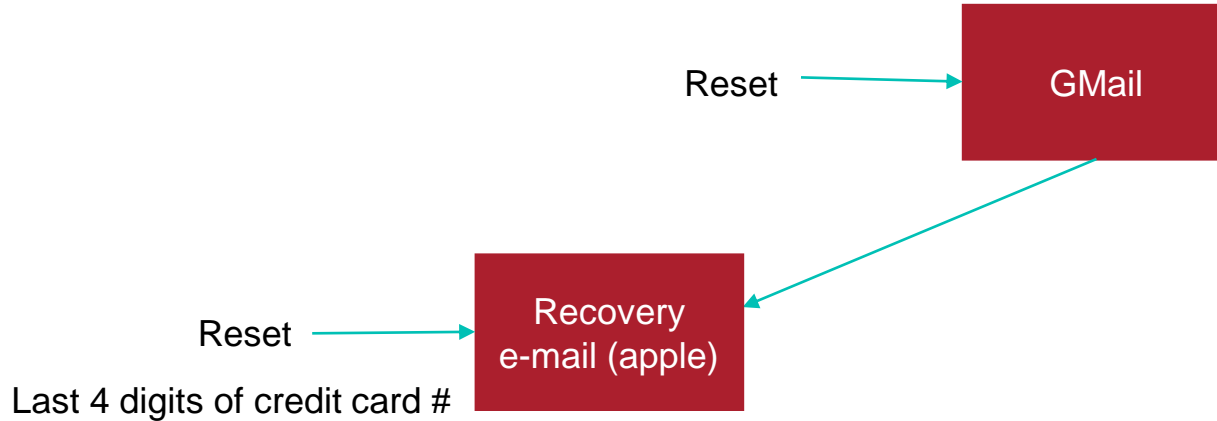 Reset
GMail
Recovery
e-mail (apple)
Reset
Last 4 digits of credit card #